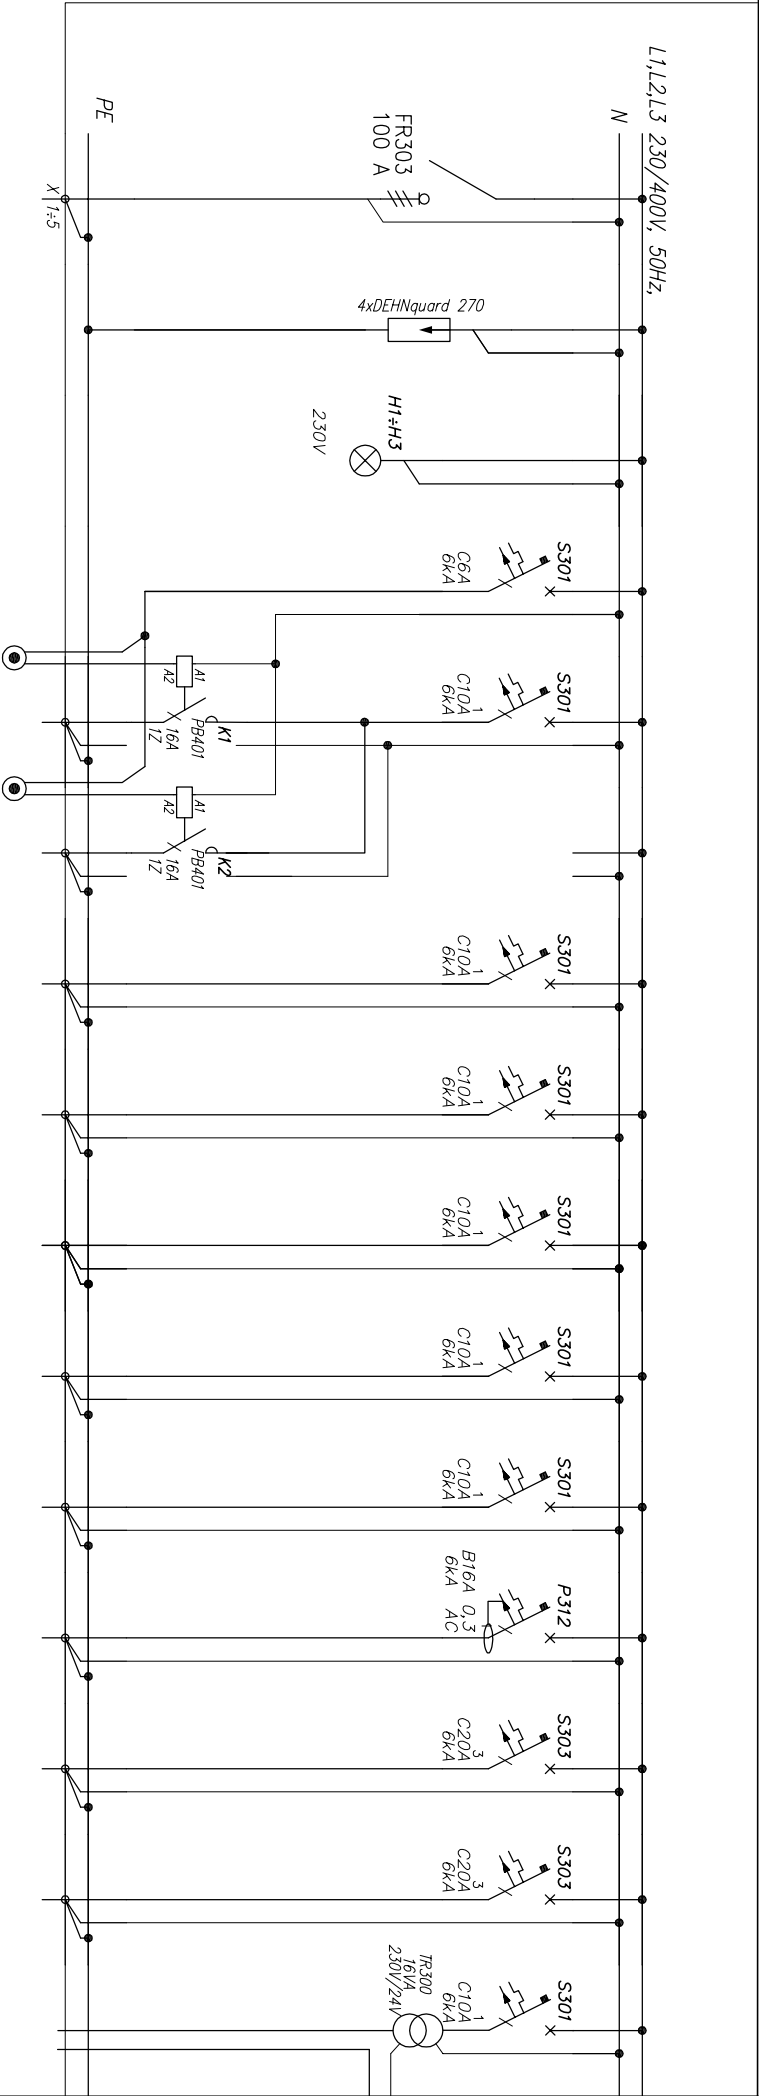 L1,L2,L3 230/400V, 50Hz,
N
PE
FR303
100 A
X 1÷5
4xDEHNquard 270
H1÷H3
230V
S301
C6A
6kA
A1
A2
S301
C10A 1
6kA
K1
PB401
16A
1Z
A1
A2
K2
PB401
16A
1Z
S301
C10A 1
6kA
S301
C10A 1
6kA
S301
C10A 1
6kA
S301
C10A 1
6kA
S301
C10A 1
6kA
P312
B16A 0,3
6kA AC
S303
C20A 3
6kA
S303
C20A 3
6kA
S301
C10A 1
6kA
TR300
16VA
230V/24V